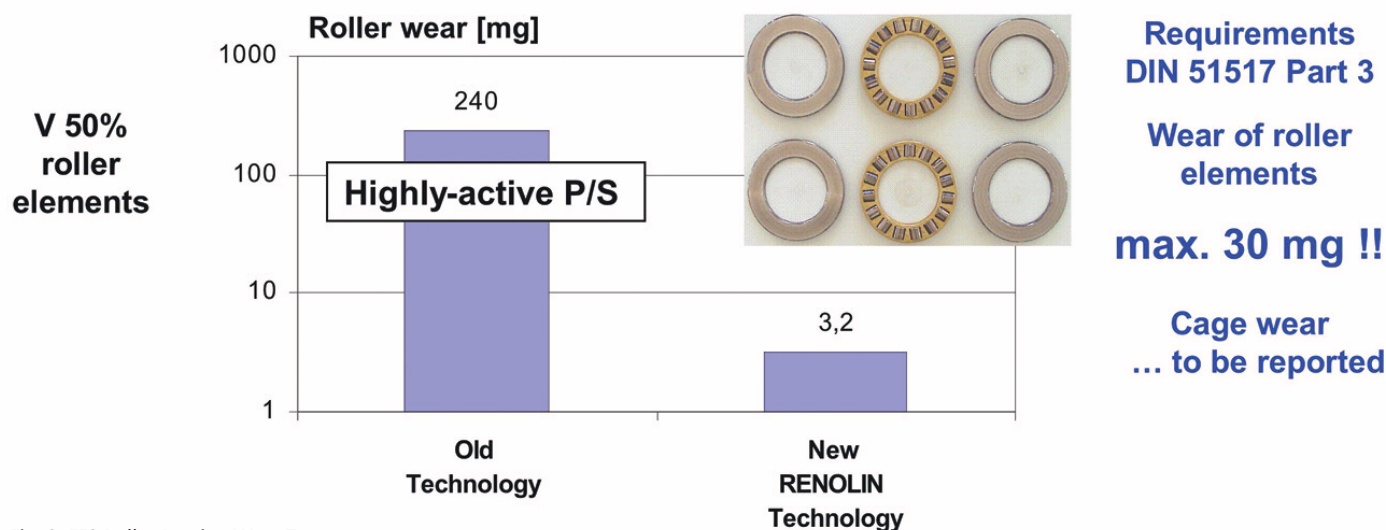 Roller wear [mg]
1000
100
10
1
V 50%
roller
elements
240
Highly-active P/S
3,2
Old
Technology
New
RENOLIN
Technology
Requirements
DIN 51517 Part 3
Wear of roller
elements
max. 30 mg !!
Cage wear
... to be reported